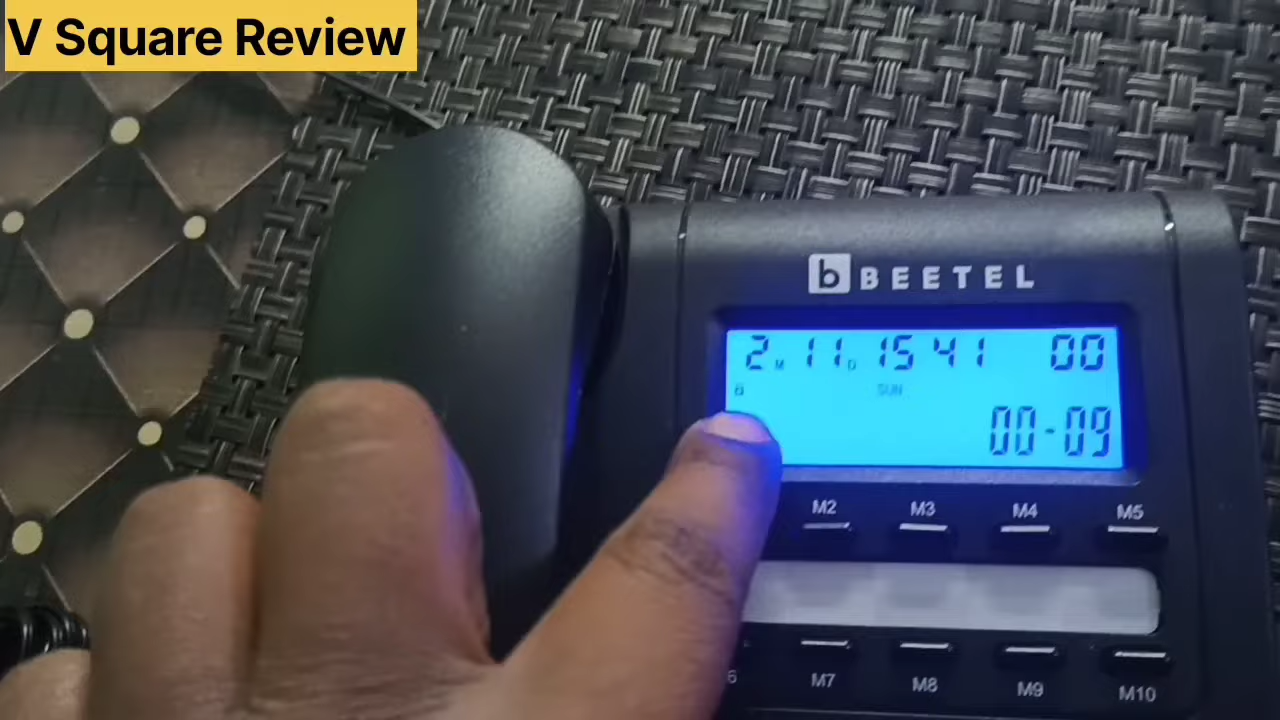 V Square Review
b BEETEL
2 M 11 D 15 41 00
SUN
00-09
M2 M3 M4 M5
6 M7 M8 M9 M10